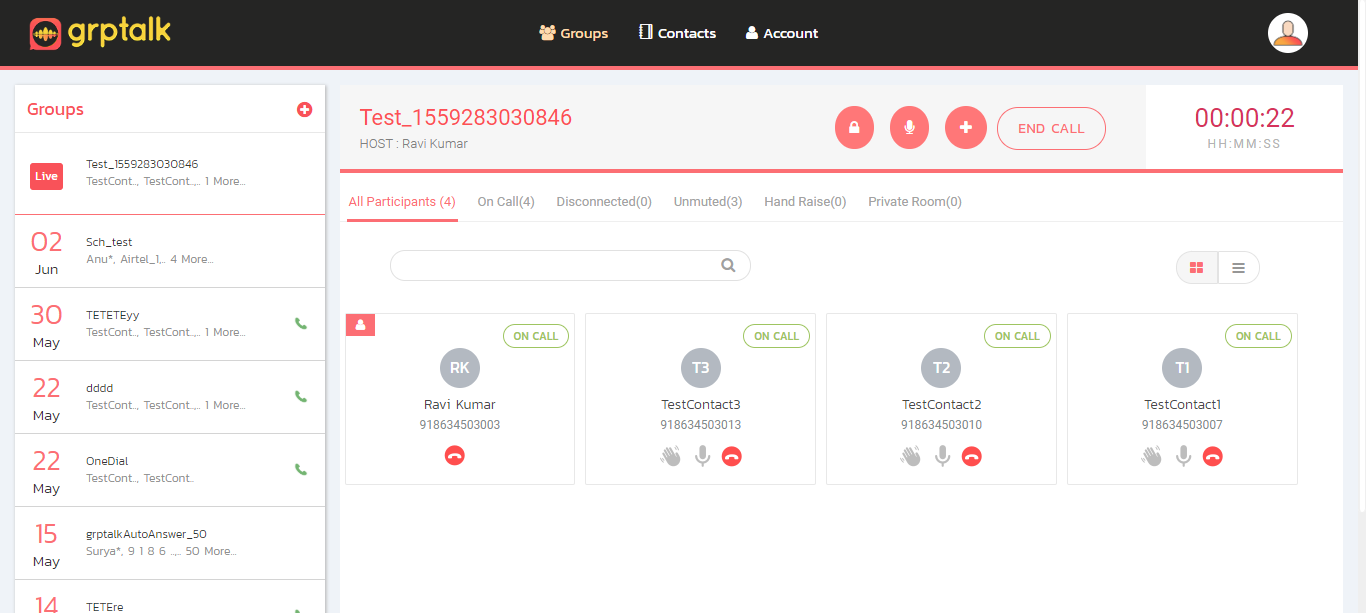 grptalk
Groups
Contacts
Account
Groups
Live
Test_1559283030846
TestCont.., TestCont..,.. 1 More...
02
Jun
Sch_test
Anu*, Airtel_1,.. 4 More...
30
May
TETETEyy
TestCont.., TestCont..,.. 1 More...
22
May
dddd
TestCont.., TestCont..,.. 1 More...
22
May
OneDial
TestCont.., TestCont..
15
May
grptalkAutoAnswer_50
Surya*, 9 1 8 6 ..,.. 50 More...
14
TETEre
Test_1559283030846
HOST : Ravi Kumar
END CALL
00:00:22
HH:MM:SS
All Participants (4)
On Call(4)
Disconnected(0)
Unmuted(3)
Hand Raise(0)
Private Room(0)
ON CALL
RK
Ravi Kumar
918634503003
ON CALL
T3
TestContact3
918634503013
ON CALL
T2
TestContact2
918634503010
ON CALL
T1
TestContact1
918634503007